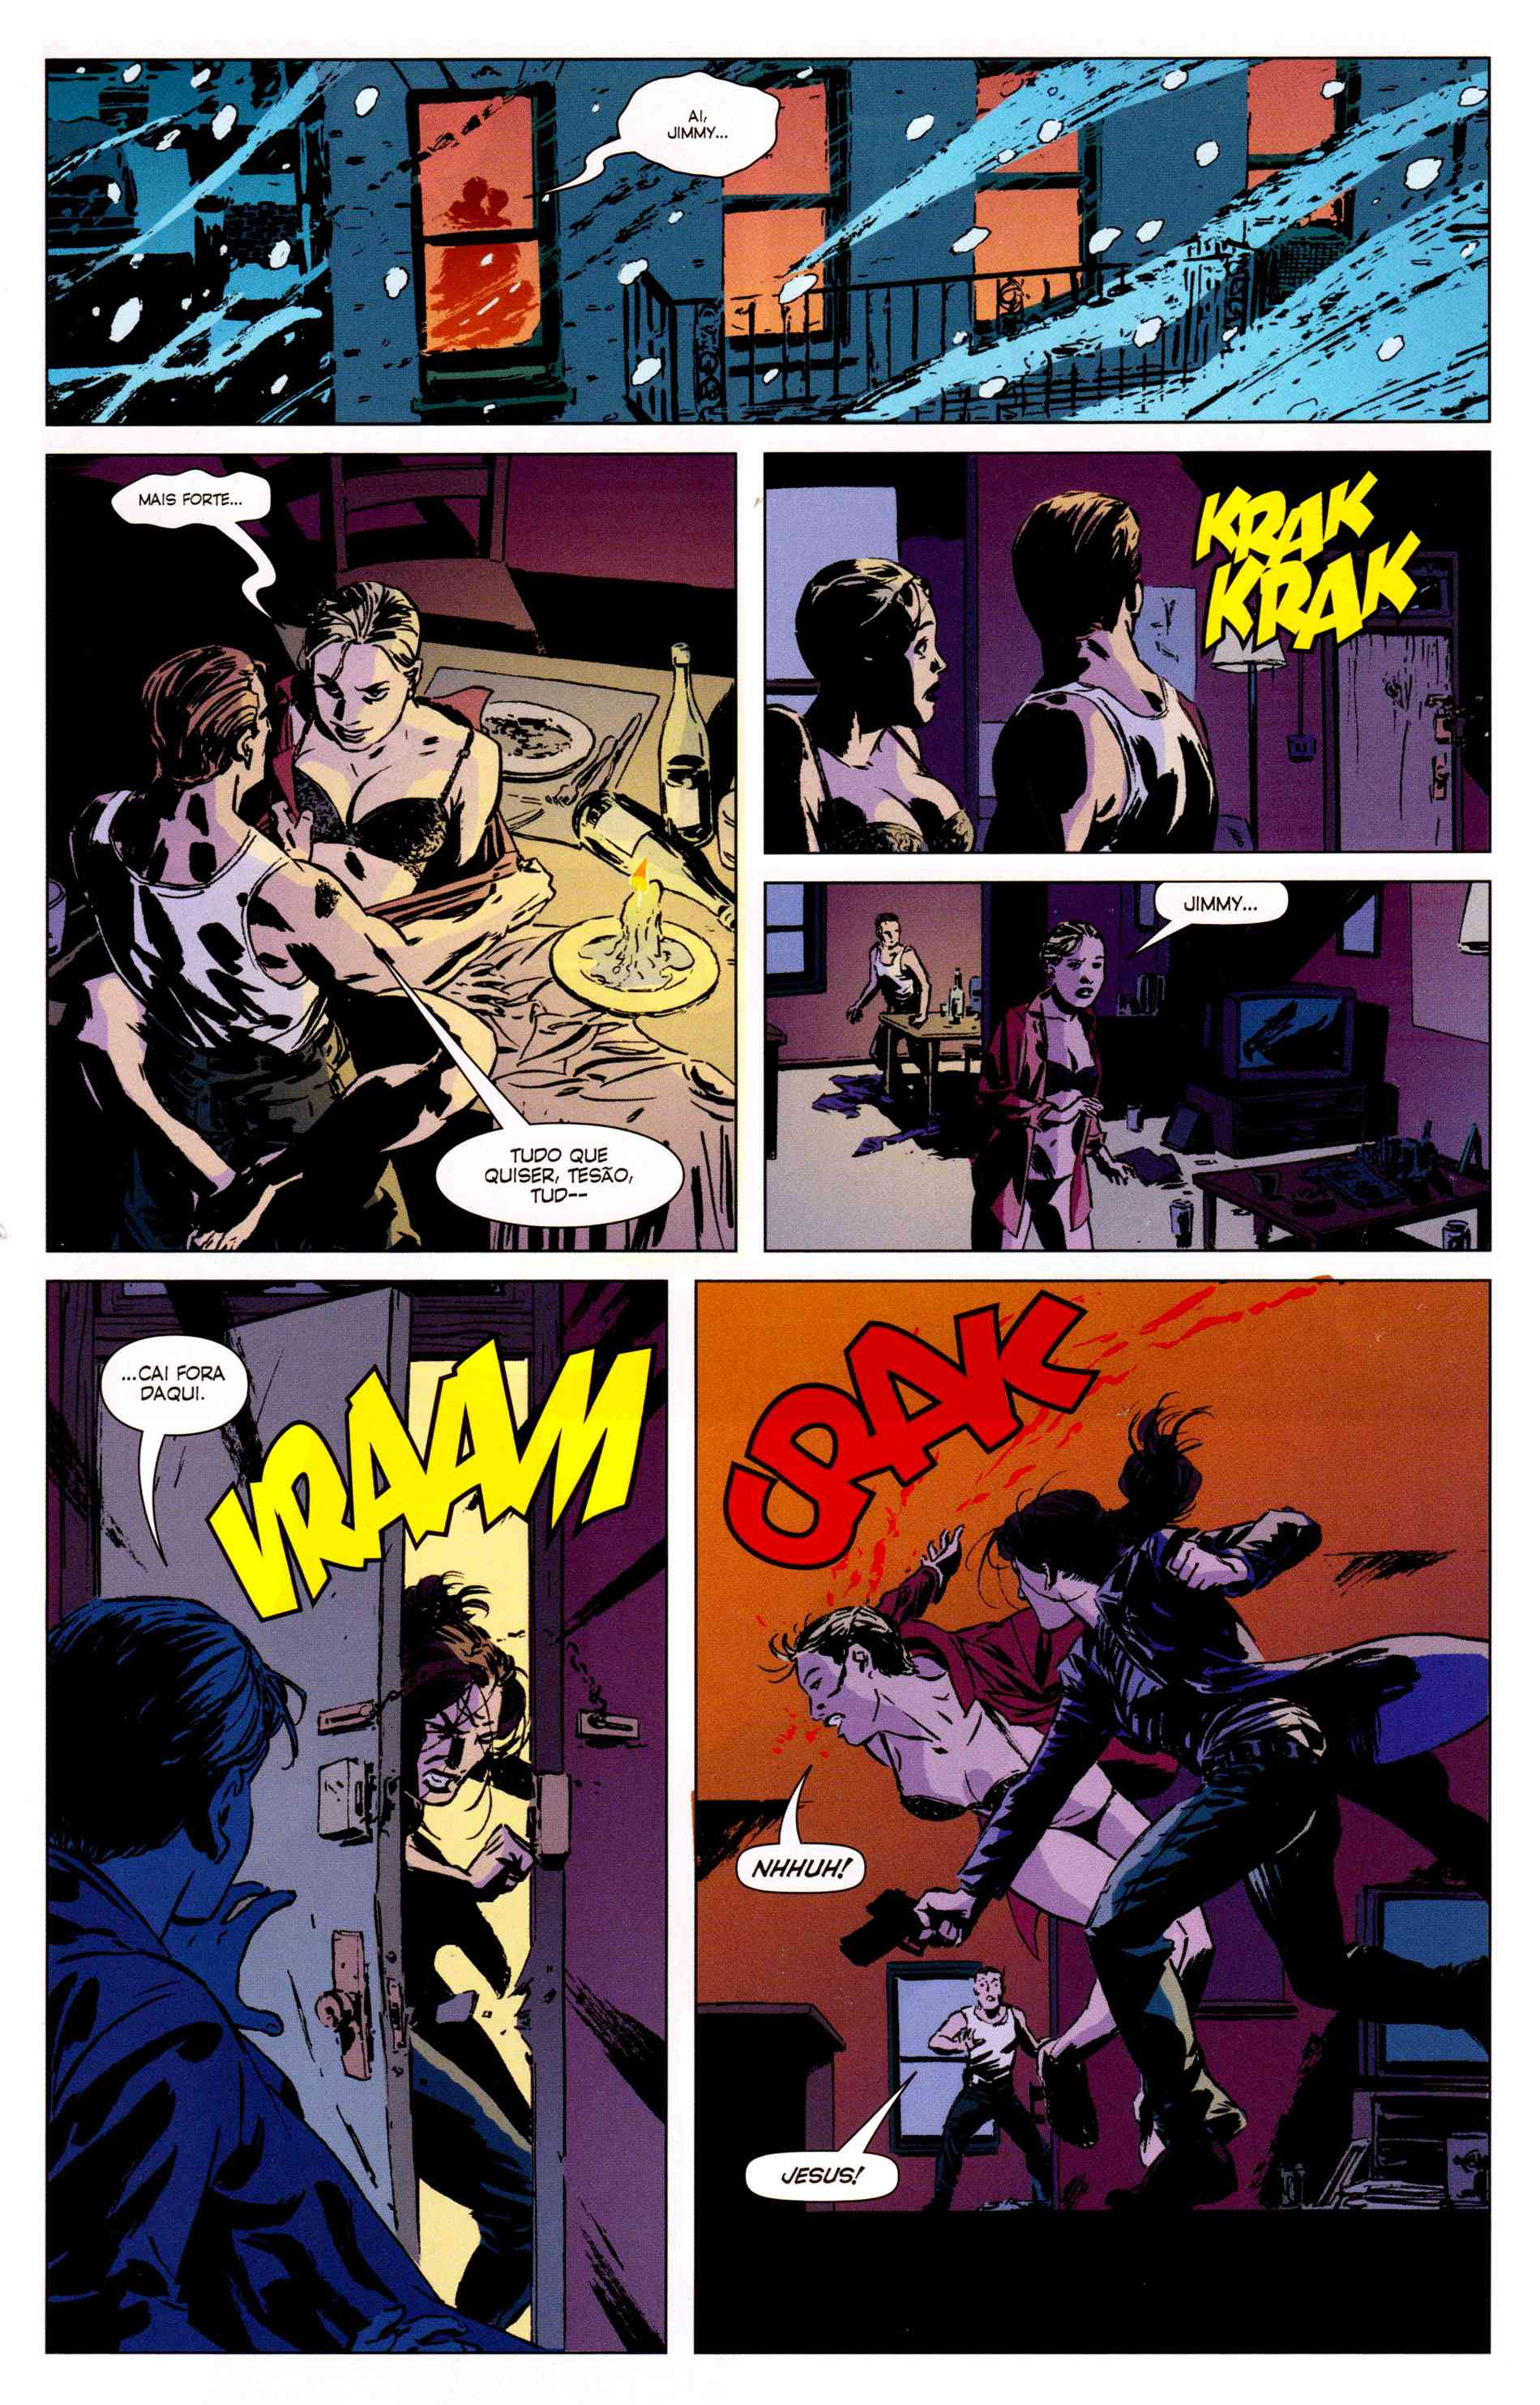 AI,
JIMMY...
MAIS FORTE...
TUDO QUE
QUISER, TESÃO,
TUD--
KRAK
KRAK
JIMMY...
...CAI FORA
DAQUI.
VRAAM
CRAK
NHHUH!
JESUS!